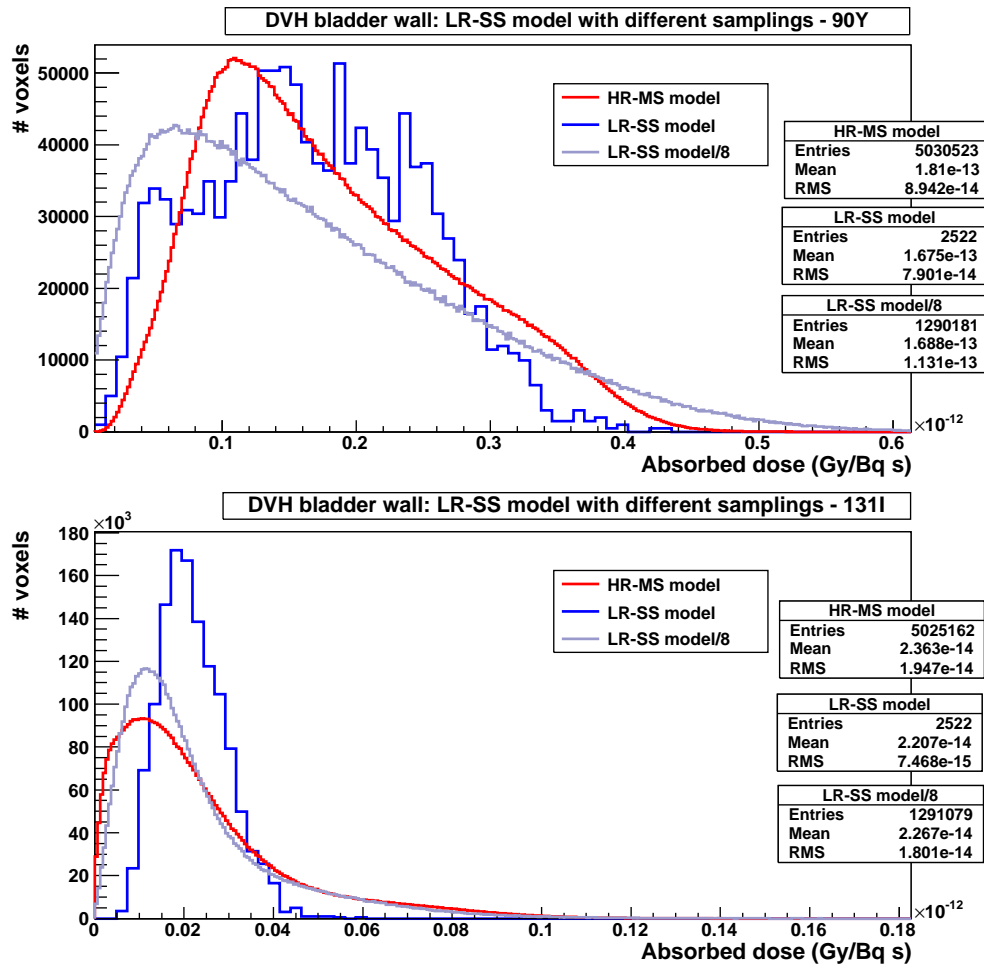 DVH bladder wall: LR-SS model with different samplings - 90Y
# voxels
50000
40000
30000
20000
10000
0
HR-MS model
LR-SS model
LR-SS model/8
HR-MS model
Entries 5030523
Mean 1.81e-13
RMS 8.942e-14
LR-SS model
Entries 2522
Mean 1.675e-13
RMS 7.901e-14
LR-SS model/8
Entries 1290181
Mean 1.688e-13
RMS 1.131e-13
0.1 0.2 0.3 0.4 0.5 0.6
×10⁻¹²
Absorbed dose (Gy/Bq s)
DVH bladder wall: LR-SS model with different samplings - 131I
×10³
# voxels
180
160
140
120
100
80
60
40
20
0
HR-MS model
LR-SS model
LR-SS model/8
HR-MS model
Entries 5025162
Mean 2.363e-14
RMS 1.947e-14
LR-SS model
Entries 2522
Mean 2.207e-14
RMS 7.468e-15
LR-SS model/8
Entries 1291079
Mean 2.267e-14
RMS 1.801e-14
0 0.02 0.04 0.06 0.08 0.1 0.12 0.14 0.16 0.18
×10⁻¹²
Absorbed dose (Gy/Bq s)